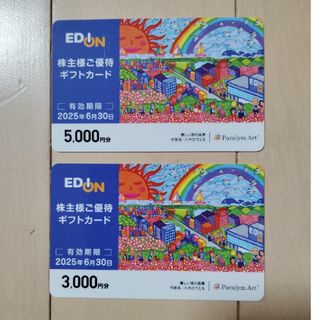 EDION
株主様ご優待
ギフトカード
有効期限
2025年6月30日
5,000円分
Paralym Art
EDION
株主様ご優待
ギフトカード
有効期限
2025年6月30日
3,000円分
Paralym Art